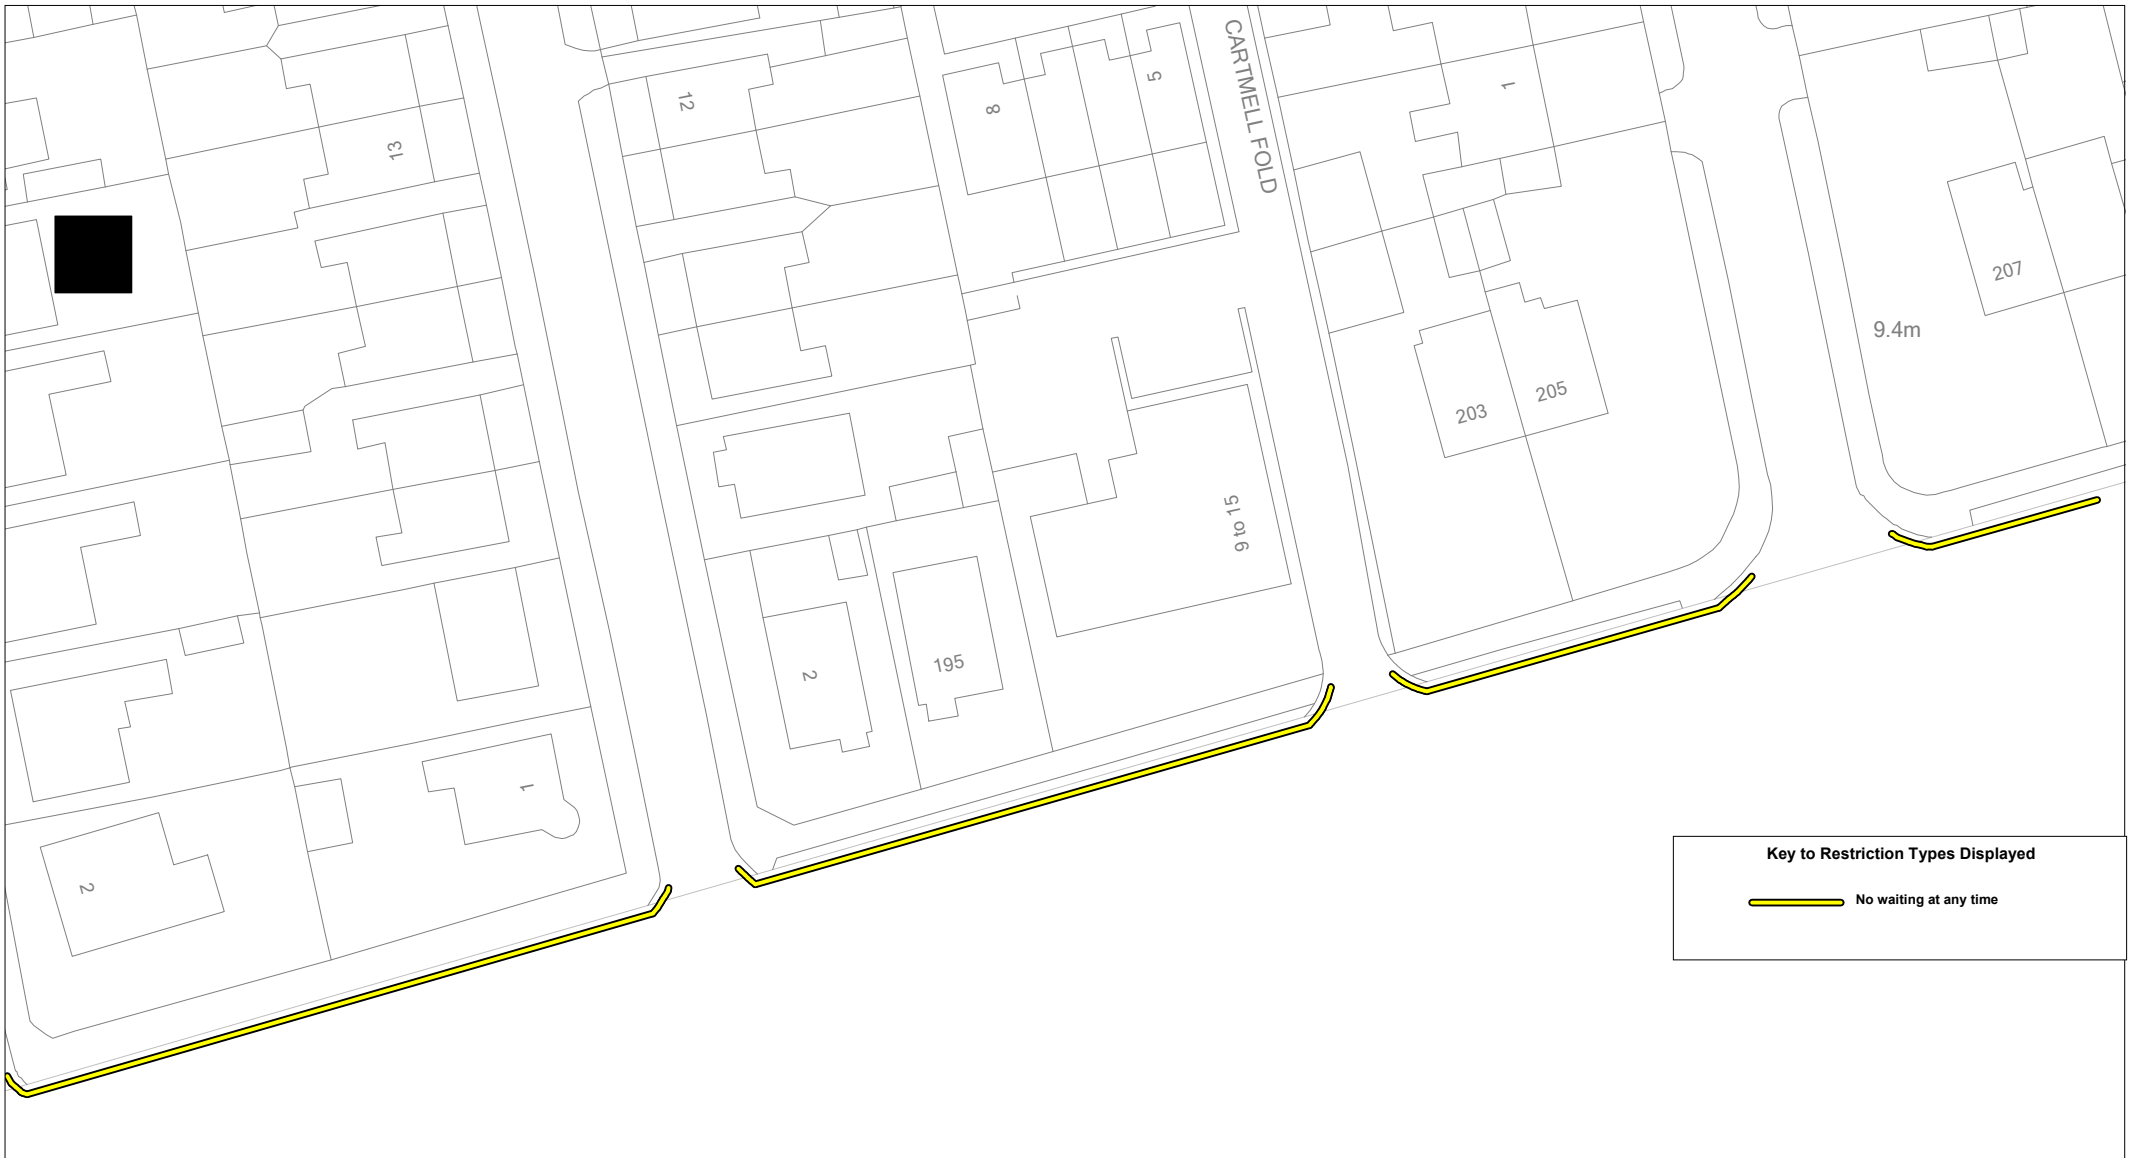 CARTMELL FOLD
5
1
12
8
13
207
9.4m
205
203
9 to 15
195
2
1
2
Key to Restriction Types Displayed
No waiting at any time